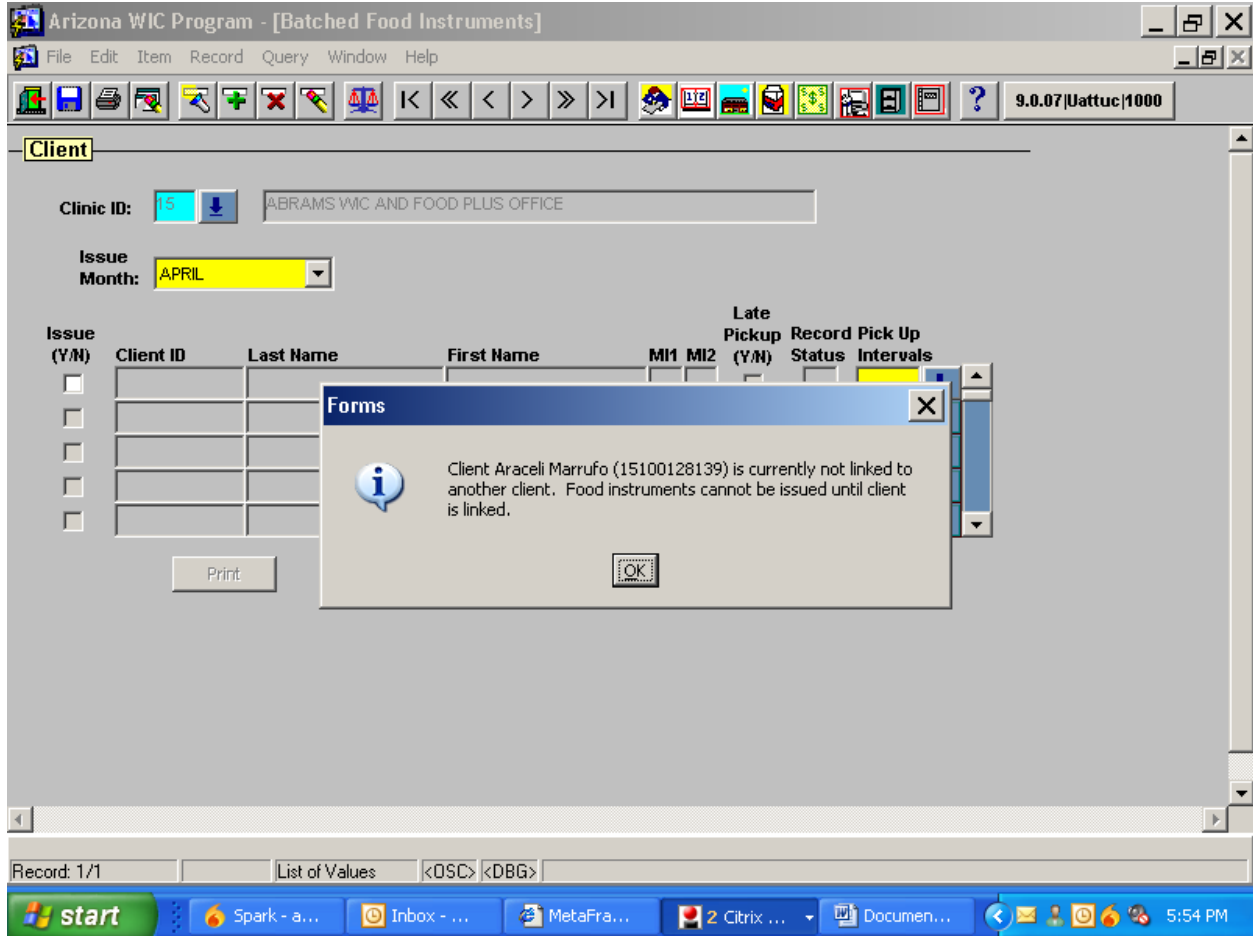 Arizona WIC Program - [Batched Food Instruments]
File Edit Item Record Query Window Help
9.0.07|Uattuc|1000
Client
Clinic ID: 15 ABRAMS WIC AND FOOD PLUS OFFICE
Issue
Month: APRIL
Late
Issue Pickup Record Pick Up
(Y/N) Client ID Last Name First Name MI1 MI2 (Y/N) Status Intervals
Forms
Client Araceli Marrufo (15100128139) is currently not linked to
another client. Food instruments cannot be issued until client
is linked.
OK
Print
Record: 1/1 List of Values <OSC> <DBG>
start Spark - a... Inbox - ... MetaFra... 2 Citrix ... Documen... 5:54 PM